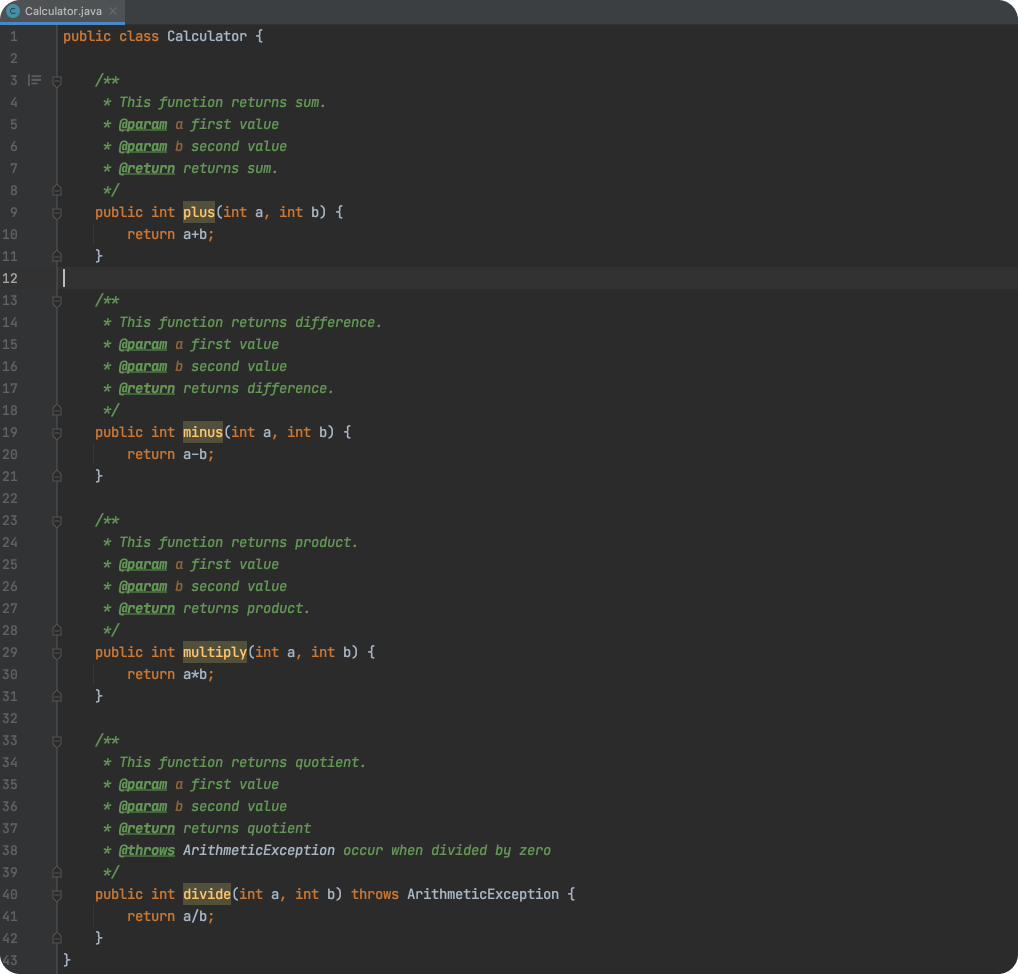 Calculator.java
1 public class Calculator {
2
3 /**
4 * This function returns sum.
5 * @param a first value
6 * @param b second value
7 * @return returns sum.
8 */
9 public int plus(int a, int b) {
10 return a+b;
11 }
12
13 /**
14 * This function returns difference.
15 * @param a first value
16 * @param b second value
17 * @return returns difference.
18 */
19 public int minus(int a, int b) {
20 return a-b;
21 }
22
23 /**
24 * This function returns product.
25 * @param a first value
26 * @param b second value
27 * @return returns product.
28 */
29 public int multiply(int a, int b) {
30 return a*b;
31 }
32
33 /**
34 * This function returns quotient.
35 * @param a first value
36 * @param b second value
37 * @return returns quotient
38 * @throws ArithmeticException occur when divided by zero
39 */
40 public int divide(int a, int b) throws ArithmeticException {
41 return a/b;
42 }
43 }